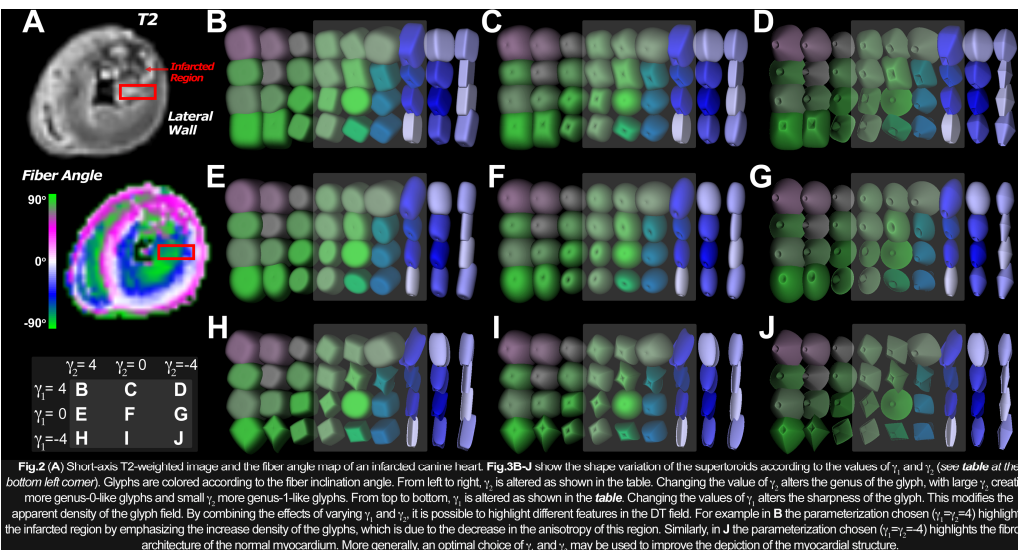 A
T2
Infarcted
Region
Lateral
Wall
Fiber Angle
90°
0°
-90°
B
C
D
E
F
G
H
I
J
γ2= 4 γ2= 0 γ2=-4
γ1= 4 B C D
γ1= 0 E F G
γ1=-4 H I J
Fig.2 (A) Short-axis T2-weighted image and the fiber angle map of an infarcted canine heart. Fig.3B-J show the shape variation of the supertoroids according to the values of γ1 and γ2 (see table at the
bottom left corner). Glyphs are colored according to the fiber inclination angle. From left to right, γ2 is altered as shown in the table. Changing the value of γ2 alters the genus of the glyph, with large γ2 creati
more genus-0-like glyphs and small γ2 more genus-1-like glyphs. From top to bottom, γ1 is altered as shown in the table. Changing the values of γ1 alters the sharpness of the glyph. This modifies the
apparent density of the glyph field. By combining the effects of varying γ1 and γ2, it is possible to highlight different features in the DT field. For example in B the parameterization chosen (γ1=γ2=4) highlight
the infarcted region by emphasizing the increase density of the glyphs, which is due to the decrease in the anisotropy of this region. Similarly, in J the parameterization chosen (γ1=γ2=-4) highlights the fibro
architecture of the normal myocardium. More generally, an optimal choice of γ1 and γ2 may be used to improve the depiction of the myocardial structure.